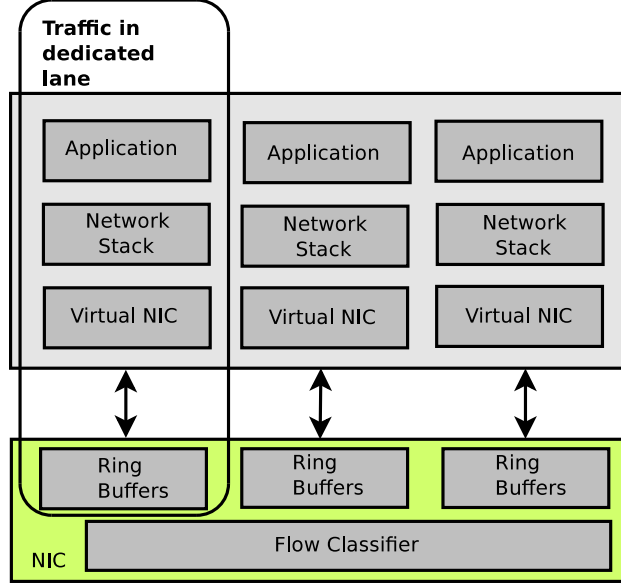 Traffic in
dedicated
lane
Application
Application
Application
Network
Stack
Network
Stack
Network
Stack
Virtual NIC
Virtual NIC
Virtual NIC
Ring
Buffers
Ring
Buffers
Ring
Buffers
Flow Classifier
NIC